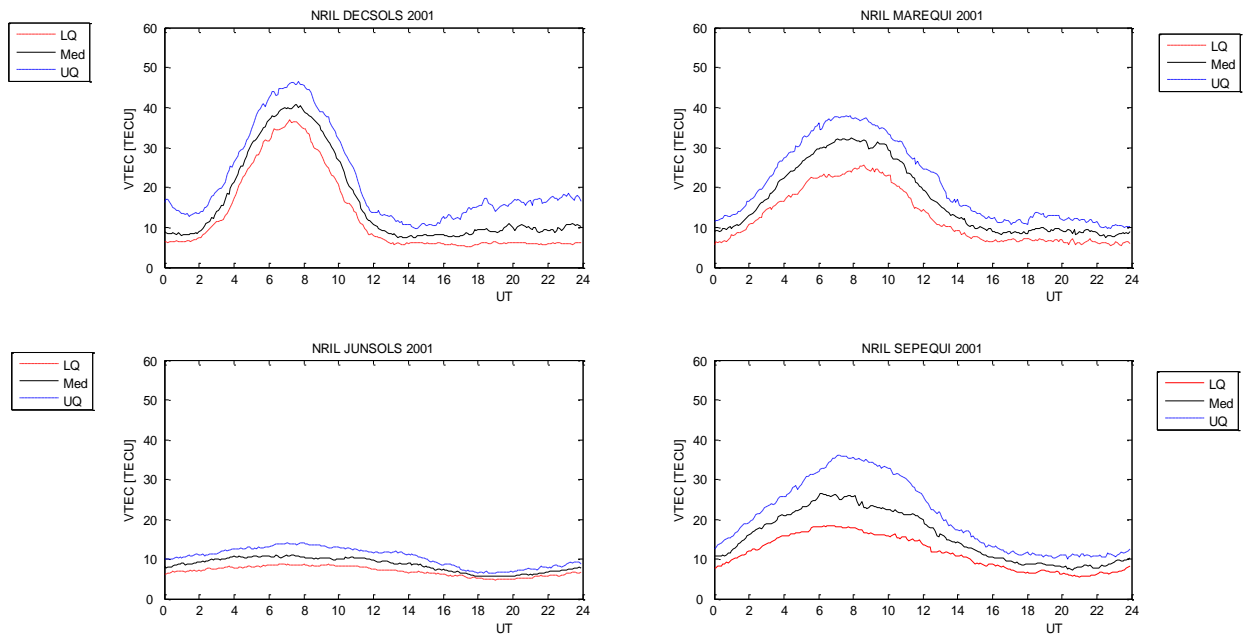 NRIL DECSOLS 2001
LQ
Med
UQ
VTEC [TECU]
60
50
40
30
20
10
0
0 2 4 6 8 10 12 14 16 18 20 22 24
UT
NRIL MAREQUI 2001
LQ
Med
UQ
VTEC [TECU]
60
50
40
30
20
10
0
0 2 4 6 8 10 12 14 16 18 20 22 24
UT
NRIL JUNSOLS 2001
LQ
Med
UQ
VTEC [TECU]
60
50
40
30
20
10
0
0 2 4 6 8 10 12 14 16 18 20 22 24
UT
NRIL SEPEQUI 2001
LQ
Med
UQ
VTEC [TECU]
60
50
40
30
20
10
0
0 2 4 6 8 10 12 14 16 18 20 22 24
UT